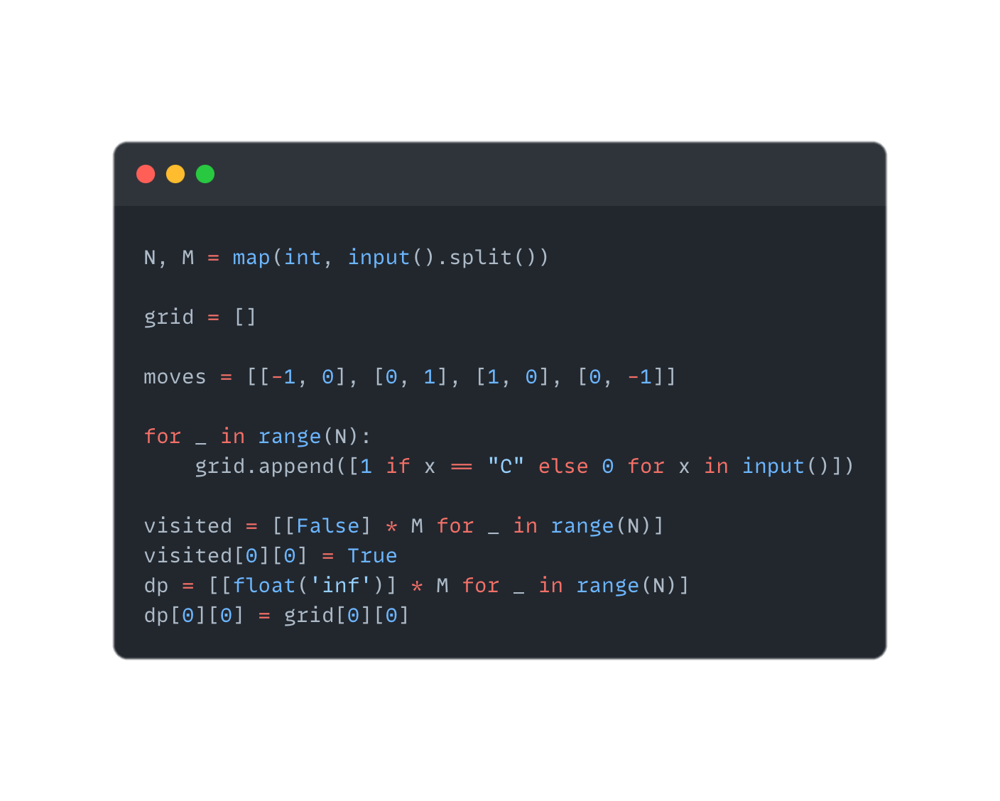 N, M = map(int, input().split())

grid = []

moves = [[-1, 0], [0, 1], [1, 0], [0, -1]]

for _ in range(N):
    grid.append([1 if x == "C" else 0 for x in input()])

visited = [[False] * M for _ in range(N)]
visited[0][0] = True
dp = [[float('inf')] * M for _ in range(N)]
dp[0][0] = grid[0][0]